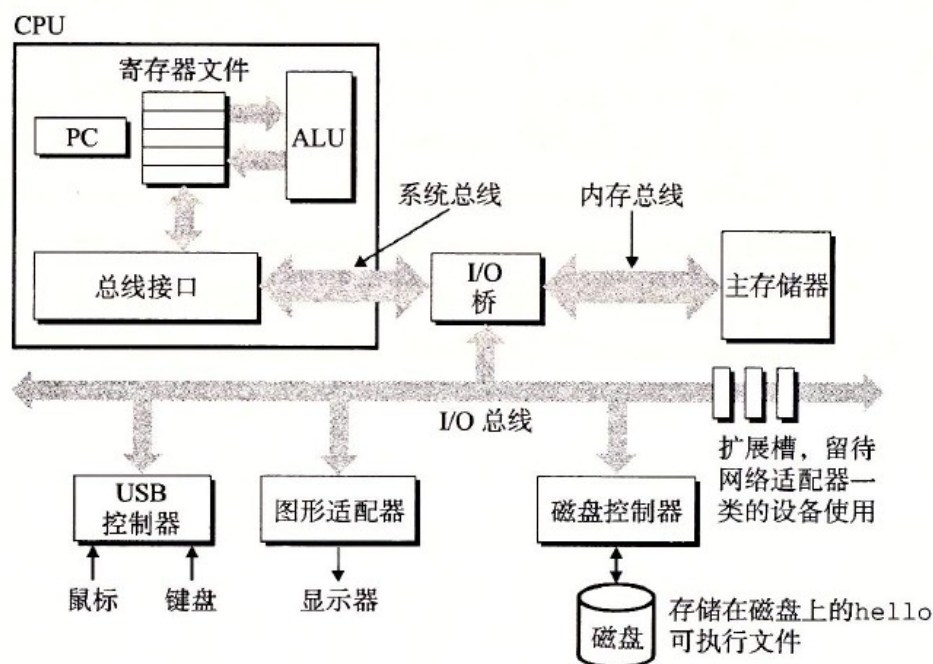 CPU
寄存器文件
PC
ALU
系统总线
内存总线
总线接口
I/O
桥
主存储器
I/O 总线
扩展槽，留待
网络适配器一
类的设备使用
USB
控制器
图形适配器
磁盘控制器
鼠标
键盘
显示器
磁盘
存储在磁盘上的hello
可执行文件